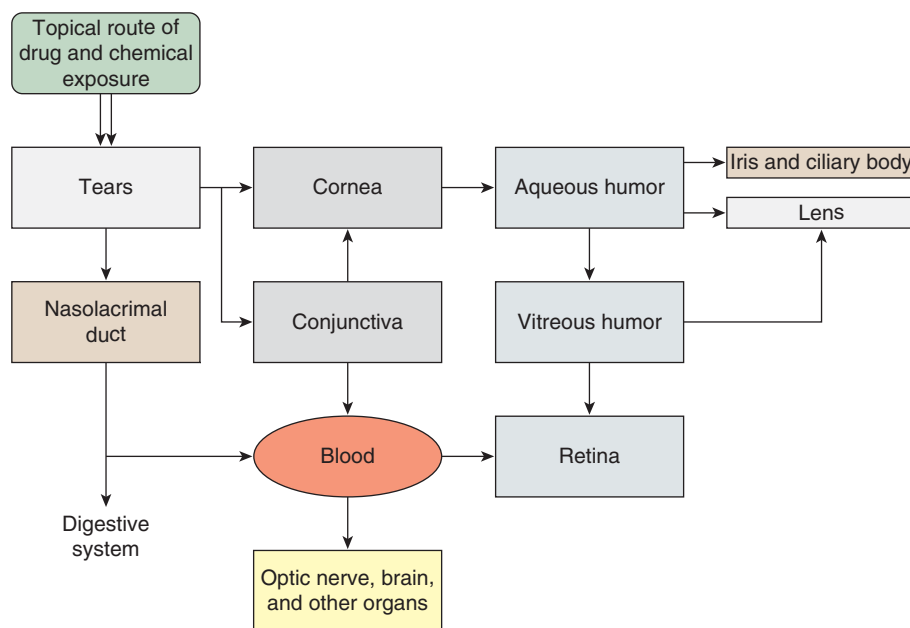 Topical route of
drug and chemical
exposure
Tears
Cornea
Aqueous humor
Iris and ciliary body
Lens
Nasolacrimal
duct
Conjunctiva
Vitreous humor
Blood
Retina
Digestive
system
Optic nerve, brain,
and other organs